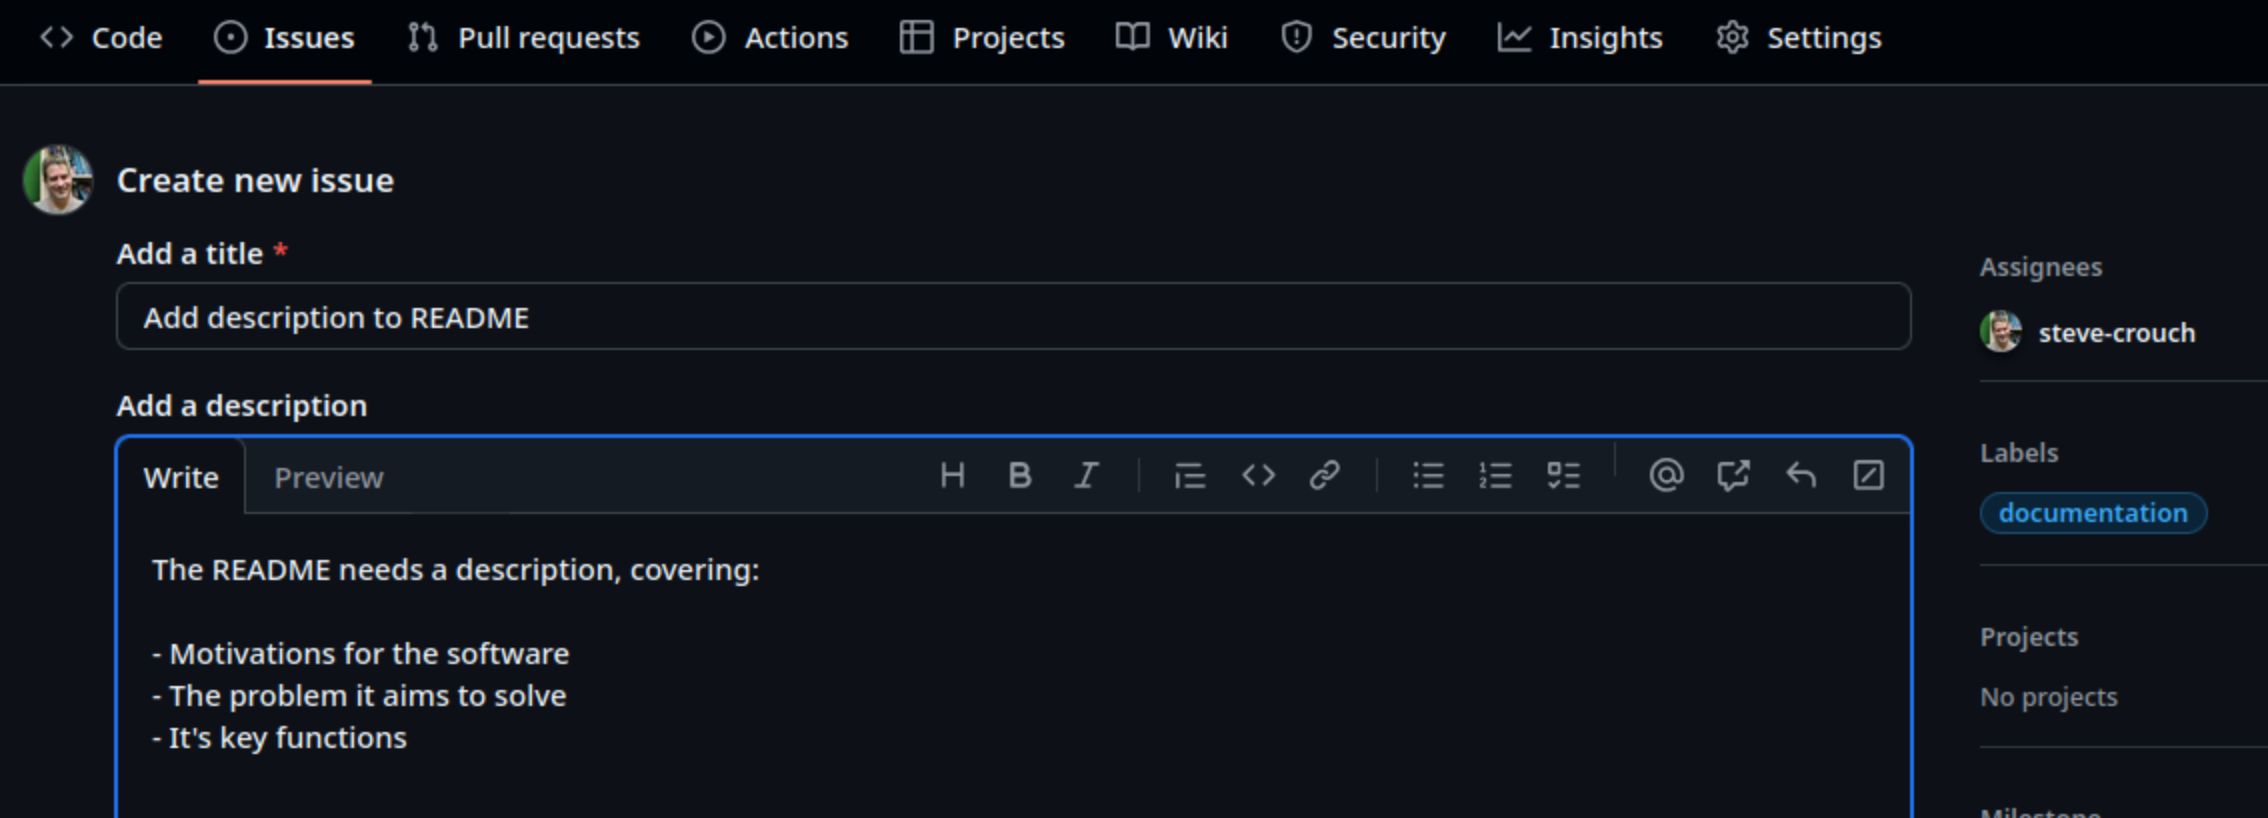 Code Issues Pull requests Actions Projects Wiki Security Insights Settings
Create new issue
Add a title *
Add description to README
Add a description
Write Preview
The README needs a description, covering:
- Motivations for the software
- The problem it aims to solve
- It's key functions
Assignees
steve-crouch
Labels
documentation
Projects
No projects
Milestone